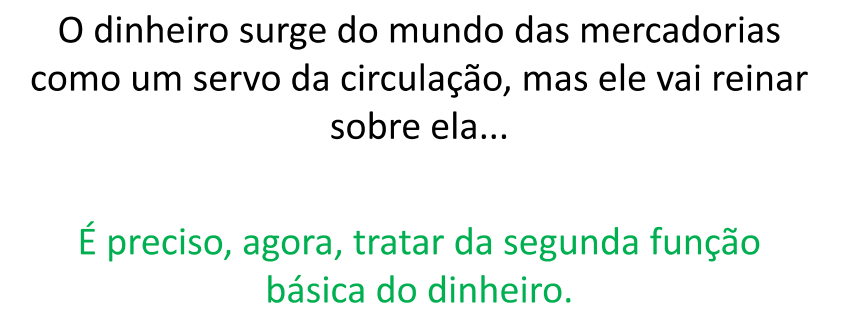 O dinheiro surge do mundo das mercadorias
como um servo da circulação, mas ele vai reinar
sobre ela...
É preciso, agora, tratar da segunda função
básica do dinheiro.